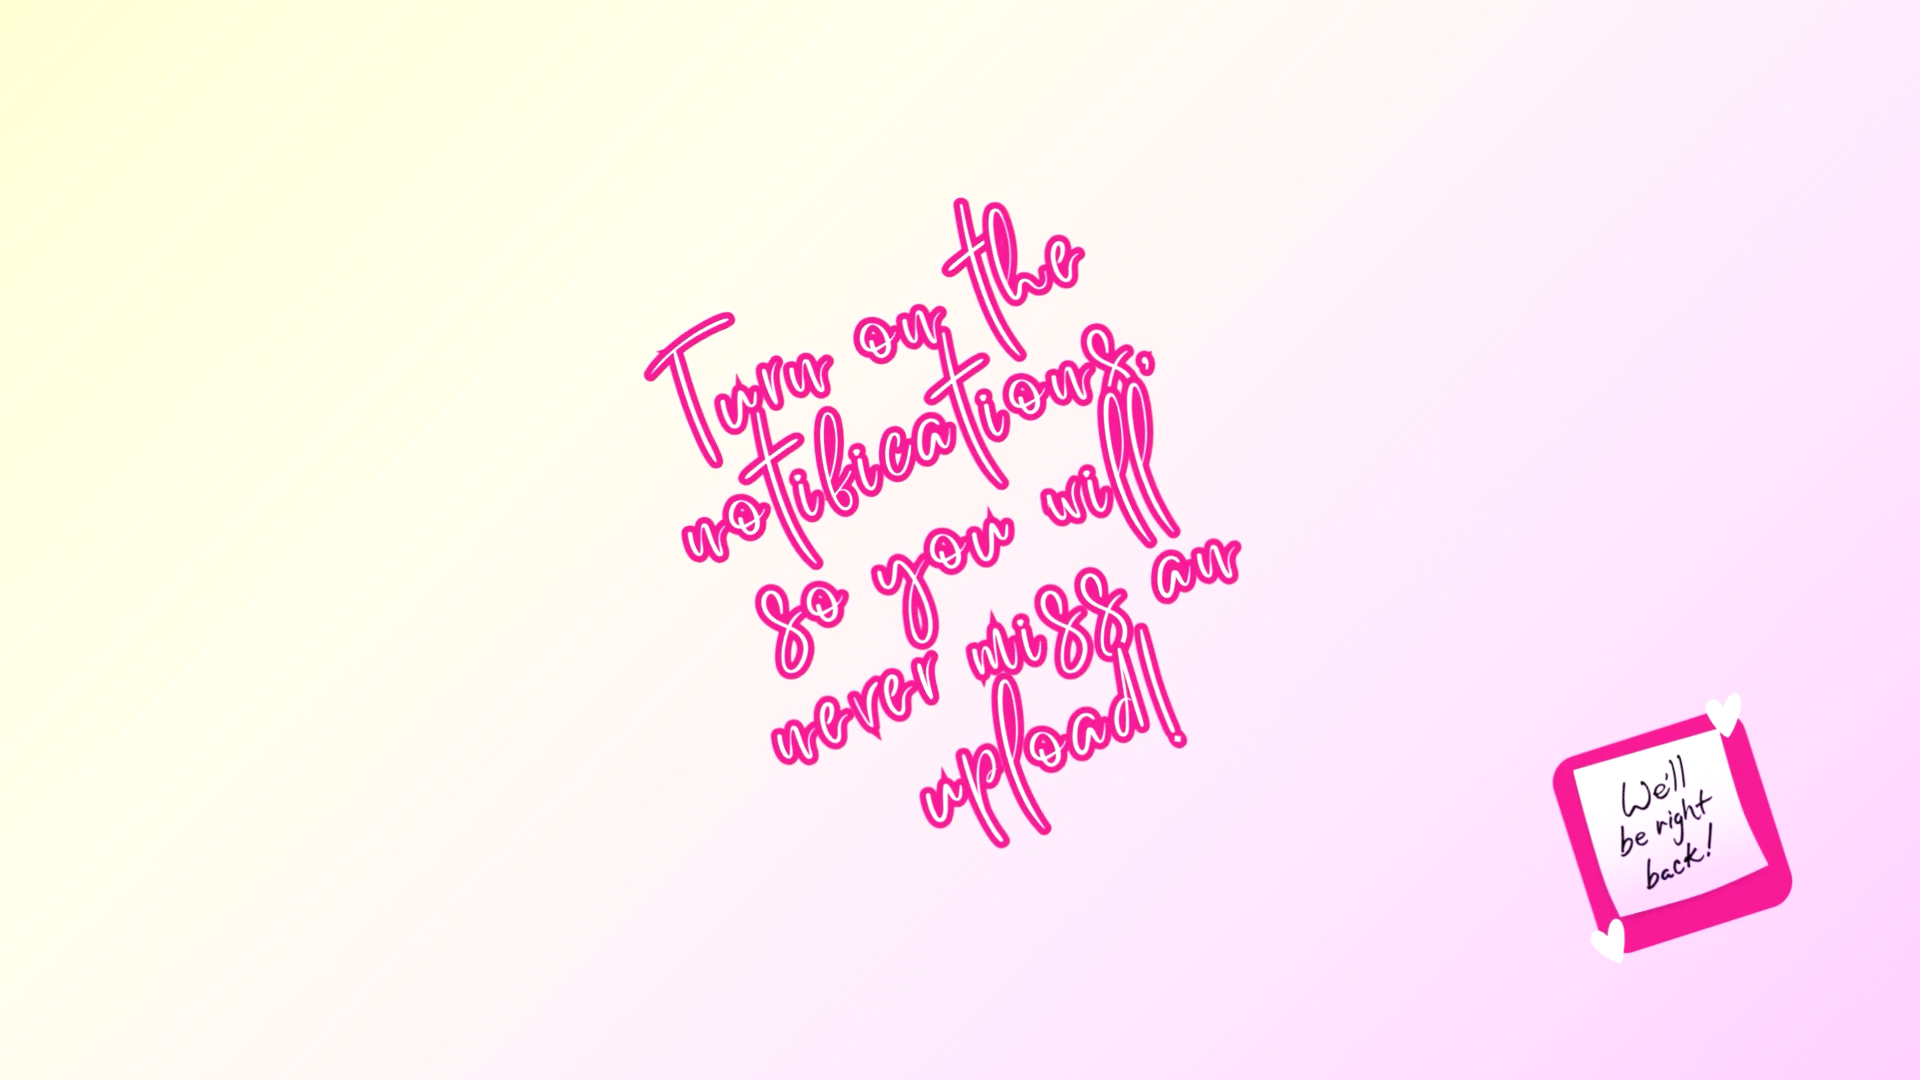 Turn on the
notifications,
so you will
never miss an
upload!
We'll
be right
back!